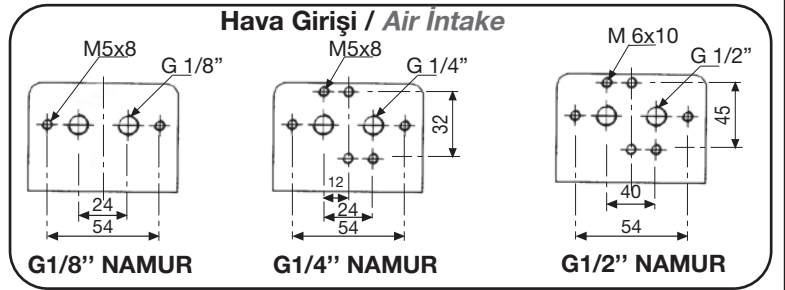 Hava Girişi / Air İntake
M5x8
G 1/8”
24
54
G1/8’’ NAMUR
M5x8
G 1/4”
32
12
24
54
G1/4’’ NAMUR
M 6x10
G 1/2”
45
40
54
G1/2’’ NAMUR